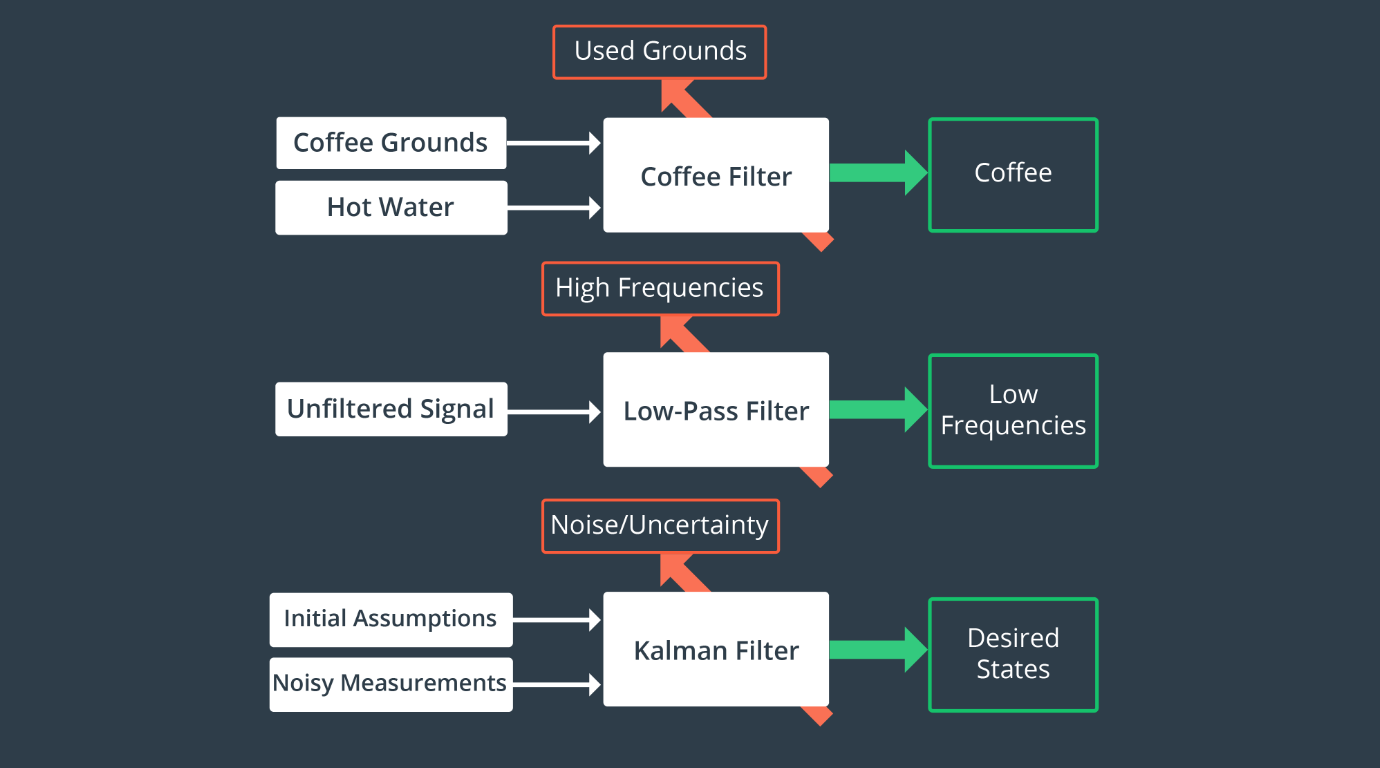 Used Grounds
Coffee Grounds
Hot Water
Coffee Filter
Coffee
High Frequencies
Unfiltered Signal
Low-Pass Filter
Low
Frequencies
Noise/Uncertainty
Initial Assumptions
Noisy Measurements
Kalman Filter
Desired
States